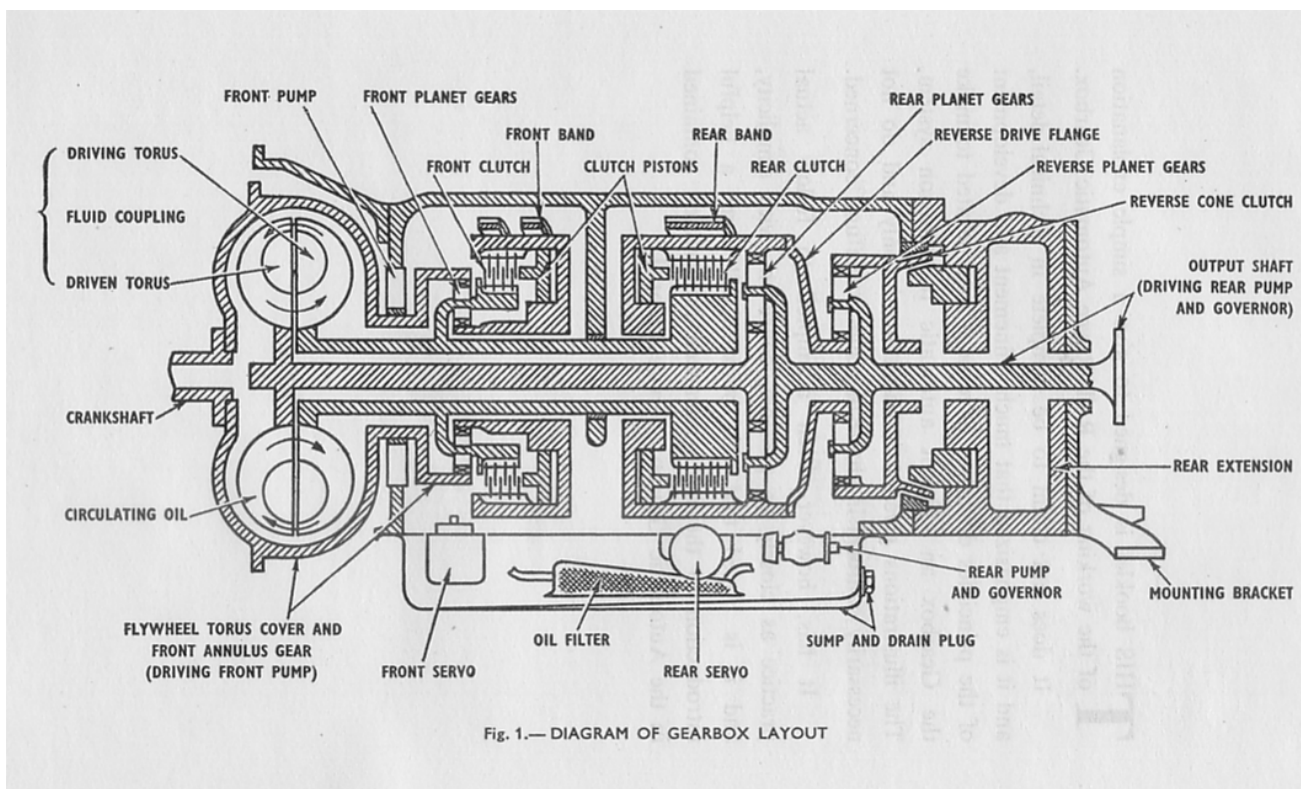 FRONT PUMP
FRONT PLANET GEARS
REAR PLANET GEARS
FRONT BAND
REAR BAND
REVERSE DRIVE FLANGE
DRIVING TORUS
FRONT CLUTCH
CLUTCH PISTONS
REAR CLUTCH
REVERSE PLANET GEARS
REVERSE CONE CLUTCH
FLUID COUPLING
DRIVEN TORUS
OUTPUT SHAFT
(DRIVING REAR PUMP
AND GOVERNOR)
CRANKSHAFT
REAR EXTENSION
CIRCULATING OIL
REAR PUMP
AND GOVERNOR
MOUNTING BRACKET
FLYWHEEL TORUS COVER AND
FRONT ANNULUS GEAR
(DRIVING FRONT PUMP)
FRONT SERVO
OIL FILTER
REAR SERVO
SUMP AND DRAIN PLUG
Fig. 1.— DIAGRAM OF GEARBOX LAYOUT